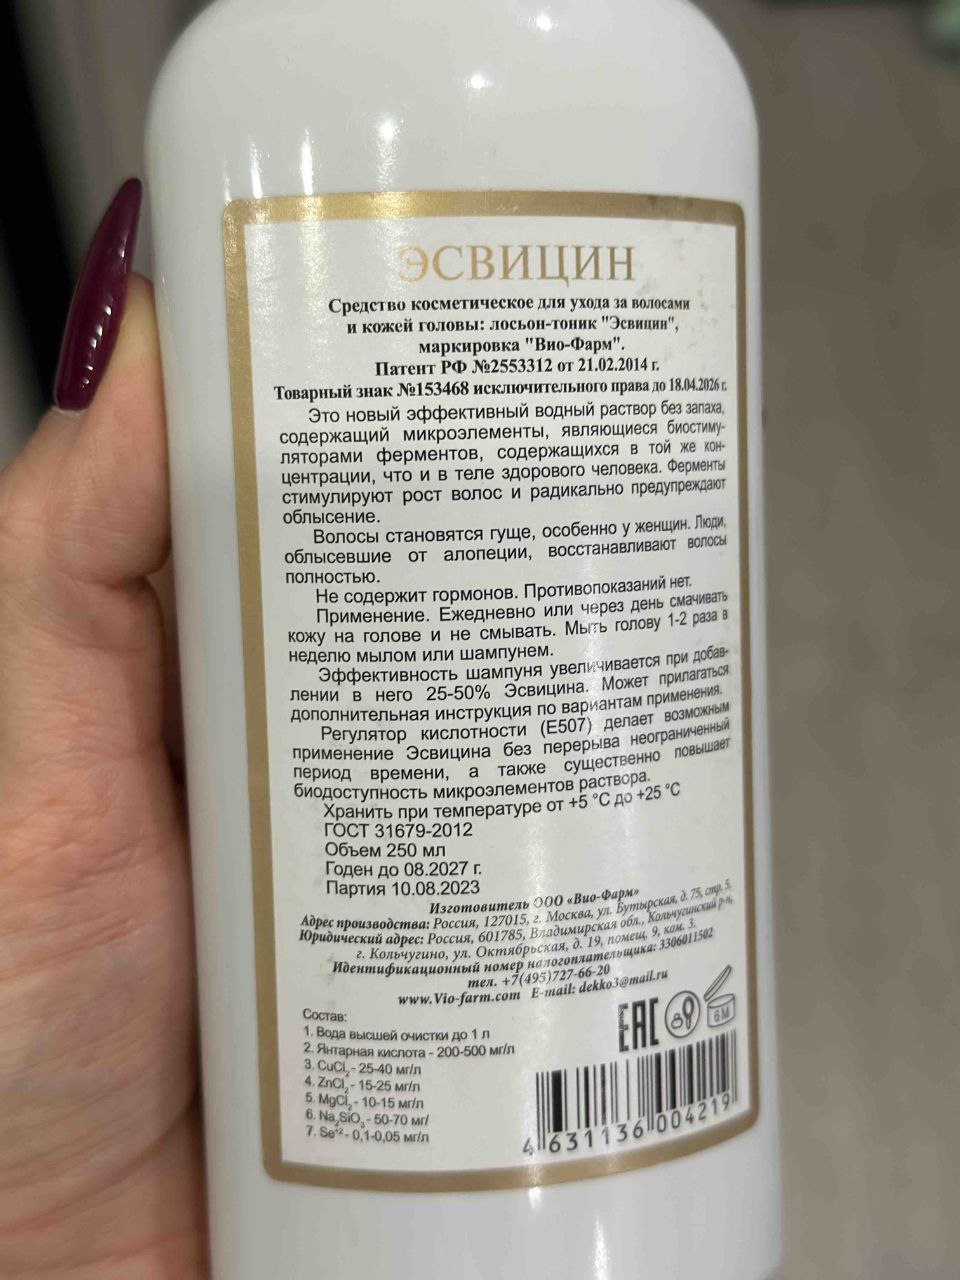 ЭСВИЦИН
Средство косметическое для ухода за волосами
и кожей головы: лосьон-тоник "Эсвицин",
маркировка "Вио-Фарм".
Патент РФ №2553312 от 21.02.2014 г.
Товарный знак №153468 исключительного права до 18.04.2026 г.
Это новый эффективный водный раствор без запаха,
содержащий микроэлементы, являющиеся биостиму-
ляторами ферментов, содержащихся в той же кон-
центрации, что и в теле здорового человека. Ферменты
стимулируют рост волос и радикально предупреждают
облысение.
Волосы становятся гуще, особенно у женщин. Люди,
облысевшие от алопеции, восстанавливают волосы
полностью.
Не содержит гормонов. Противопоказаний нет.
Применение. Ежедневно или через день смачивать
кожу на голове и не смывать. Мыть голову 1-2 раза в
неделю мылом или шампунем.
Эффективность шампуня увеличивается при добав-
лении в него 25-50% Эсвицина. Может прилагаться
дополнительная инструкция по вариантам применения.
Регулятор кислотности (Е507) делает возможным
применение Эсвицина без перерыва неограниченный
период времени, а также существенно повышает
биодоступность микроэлементов раствора.
Хранить при температуре от +5 °С до +25 °С
ГОСТ 31679-2012
Объем 250 мл
Годен до 08.2027 г.
Партия 10.08.2023
Изготовитель ООО «Вио-Фарм»
Адрес производства: Россия, 127015, г. Москва, ул. Бутырская, д. 75, стр. 5.
Юридический адрес: Россия, 601785, Владимирская обл., Кольчугинский р-н,
г. Кольчугино, ул. Октябрьская, д. 19, помещ. 9, ком. 3.
Идентификационный номер налогоплательщика: 3306011502
тел. +7(495)727-66-20
www.Vio-farm.com E-mail: dekko3@mail.ru
Состав:
1. Вода высшей очистки до 1 л
2. Янтарная кислота - 200-500 мг/л
3. CuCl₂ - 25-40 мг/л
4. ZnCl₂ - 15-25 мг/л
5. MgCl₂ - 10-15 мг/л
6. Na₂SiO₃ - 50-70 мг/
7. Se⁺² - 0,1-0,05 мг/л
EAC
6 M
4 631136 004219